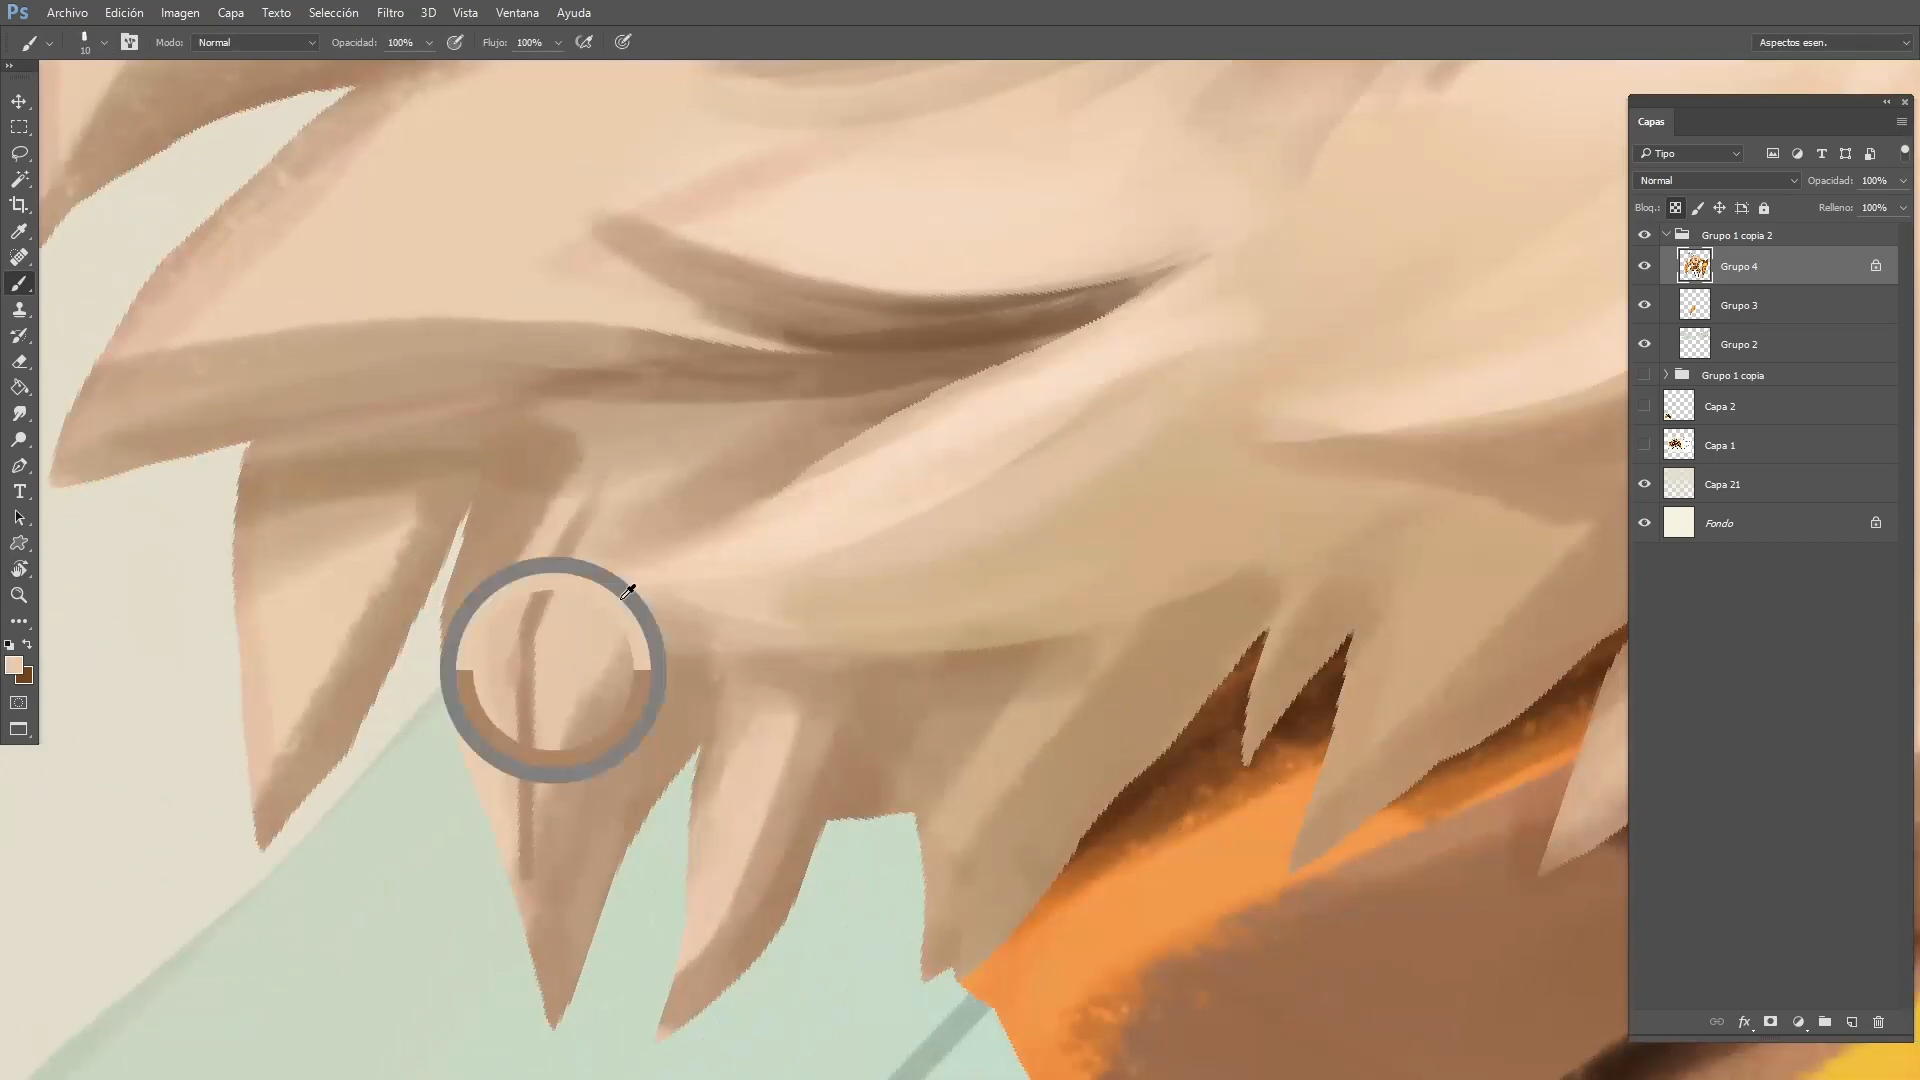 Ps Archivo Edición Imagen Capa Texto Selección Filtro 3D Vista Ventana Ayuda
10 Modo: Normal Opacidad: 100% Flujo: 100% Aspectos esen.
Capas
Tipo
Normal Opacidad: 100%
Bloq.: Relleno: 100%
Grupo 1 copia 2
Grupo 4
Grupo 3
Grupo 2
Grupo 1 copia
Capa 2
Capa 1
Capa 21
Fondo